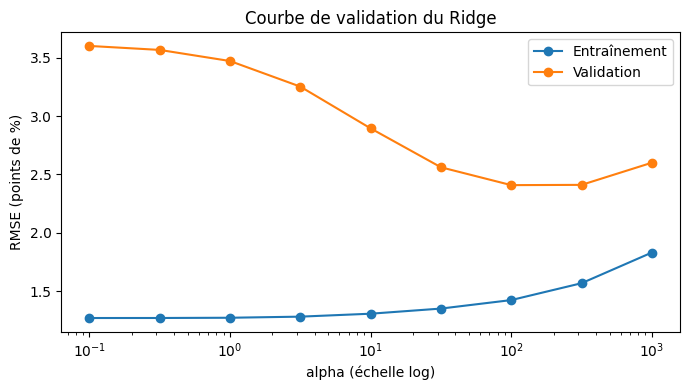 Courbe de validation du Ridge
Entraînement
Validation
RMSE (points de %)
3.5
3.0
2.5
2.0
1.5
10⁻¹ 10⁰ 10¹ 10² 10³
alpha (échelle log)